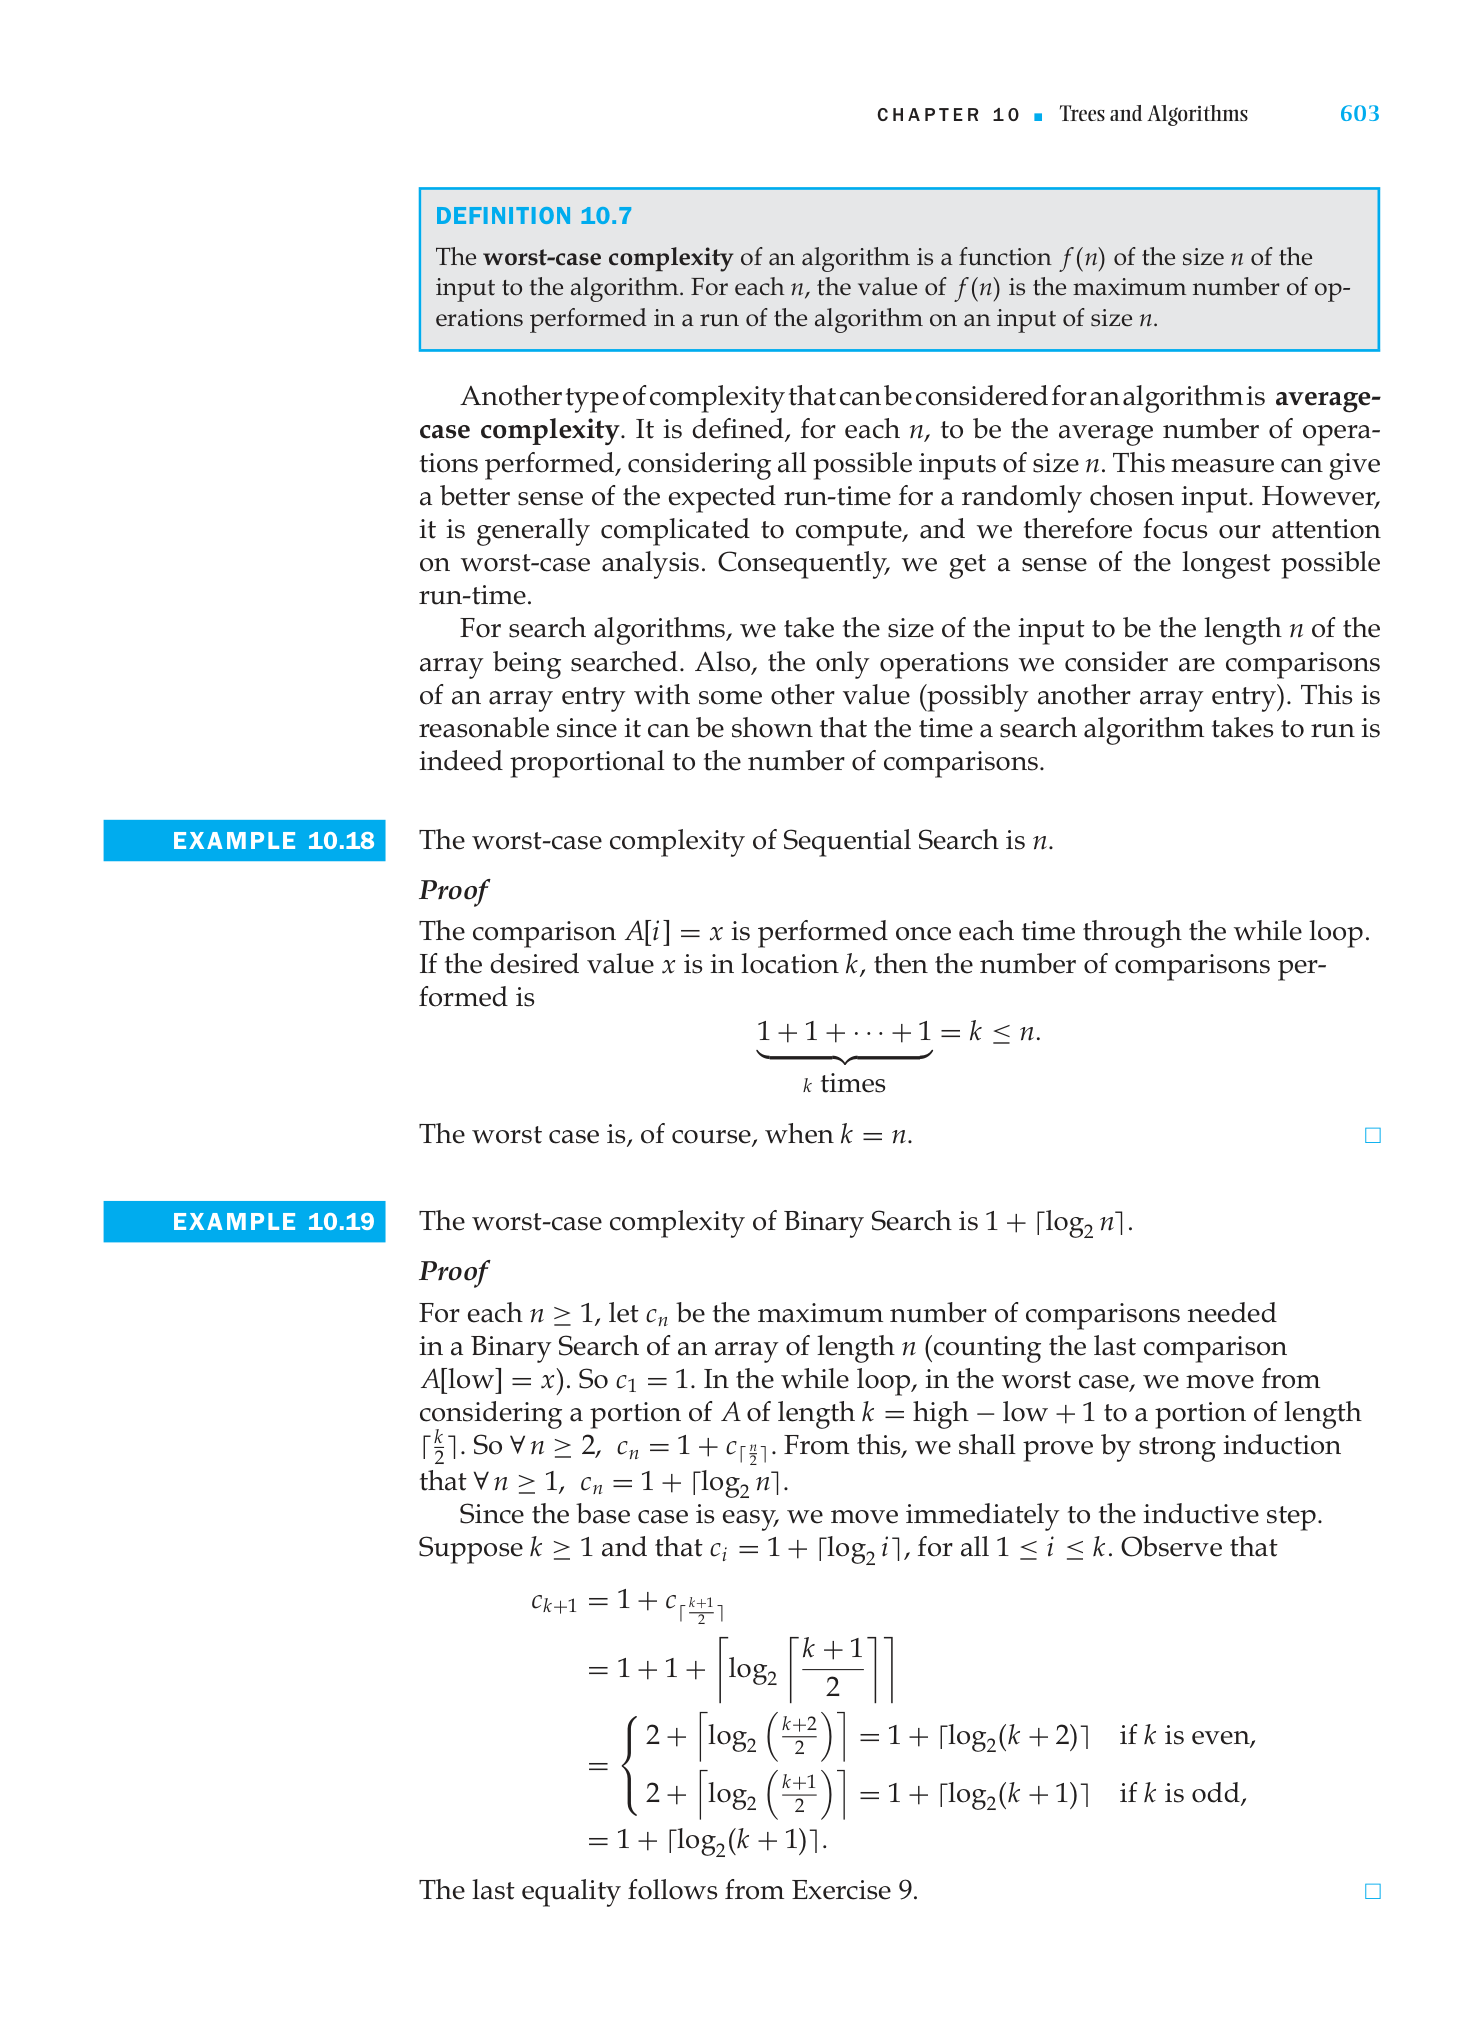 CHAPTER 10 ■ Trees and Algorithms 603
DEFINITION 10.7
The worst-case complexity of an algorithm is a function f(n) of the size n of the
input to the algorithm. For each n, the value of f(n) is the maximum number of op-
erations performed in a run of the algorithm on an input of size n.
Another type of complexity that can be considered for an algorithm is average-
case complexity. It is defined, for each n, to be the average number of opera-
tions performed, considering all possible inputs of size n. This measure can give
a better sense of the expected run-time for a randomly chosen input. However,
it is generally complicated to compute, and we therefore focus our attention
on worst-case analysis. Consequently, we get a sense of the longest possible
run-time.
For search algorithms, we take the size of the input to be the length n of the
array being searched. Also, the only operations we consider are comparisons
of an array entry with some other value (possibly another array entry). This is
reasonable since it can be shown that the time a search algorithm takes to run is
indeed proportional to the number of comparisons.
EXAMPLE 10.18 The worst-case complexity of Sequential Search is n.
Proof
The comparison A[i] = x is performed once each time through the while loop.
If the desired value x is in location k, then the number of comparisons per-
formed is
1 + 1 + · · · + 1 = k ≤ n.
k times
The worst case is, of course, when k = n. □
EXAMPLE 10.19 The worst-case complexity of Binary Search is 1 + ⌈log₂ n⌉.
Proof
For each n ≥ 1, let cₙ be the maximum number of comparisons needed
in a Binary Search of an array of length n (counting the last comparison
A[low] = x). So c₁ = 1. In the while loop, in the worst case, we move from
considering a portion of A of length k = high − low + 1 to a portion of length
⌈k/2⌉. So ∀ n ≥ 2, cₙ = 1 + c_⌈n/2⌉. From this, we shall prove by strong induction
that ∀ n ≥ 1, cₙ = 1 + ⌈log₂ n⌉.
Since the base case is easy, we move immediately to the inductive step.
Suppose k ≥ 1 and that cᵢ = 1 + ⌈log₂ i⌉, for all 1 ≤ i ≤ k. Observe that
c_{k+1} = 1 + c_⌈(k+1)/2⌉
= 1 + 1 + ⌈log₂ ⌈(k + 1)/2⌉⌉
= { 2 + ⌈log₂ ((k+2)/2)⌉ = 1 + ⌈log₂(k + 2)⌉ if k is even,
2 + ⌈log₂ ((k+1)/2)⌉ = 1 + ⌈log₂(k + 1)⌉ if k is odd,
= 1 + ⌈log₂(k + 1)⌉.
The last equality follows from Exercise 9. □